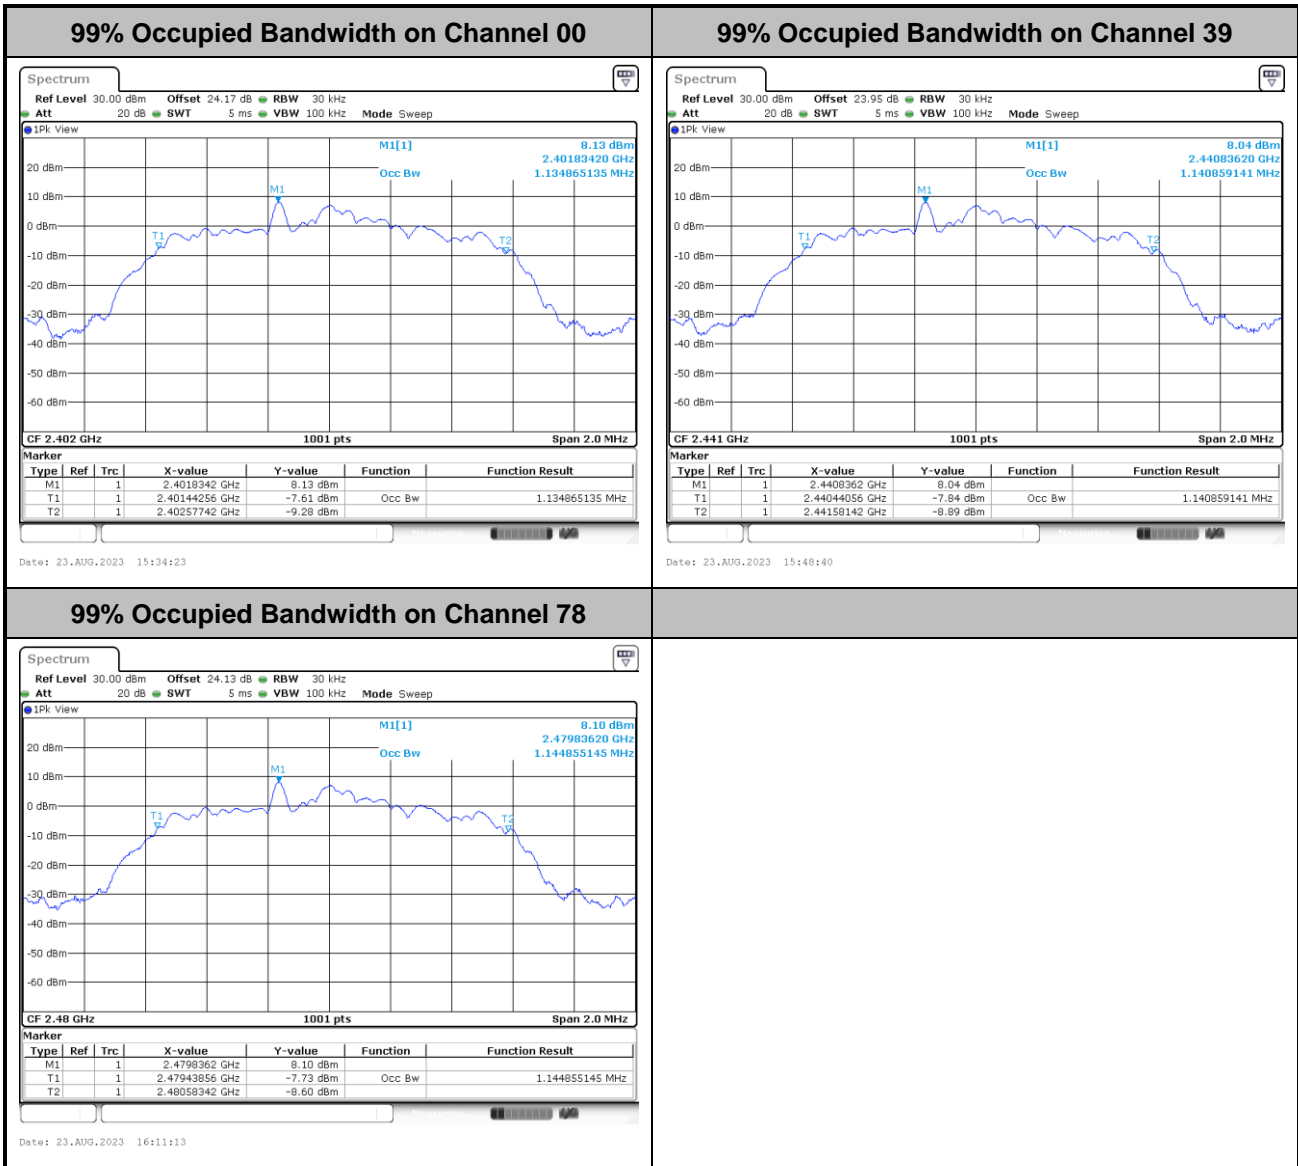 99% Occupied Bandwidth on Channel 00
Spectrum
Ref Level 30.00 dBm Offset 24.17 dB RBW 30 kHz
Att 20 dB SWT 5 ms VBW 100 kHz Mode Sweep
1Pk View
M1[1] 8.13 dBm
2.40183420 GHz
Occ Bw 1.134865135 MHz
20 dBm
10 dBm
0 dBm
-10 dBm
-20 dBm
-30 dBm
-40 dBm
-50 dBm
-60 dBm
M1
T1
T2
CF 2.402 GHz 1001 pts Span 2.0 MHz
Marker
Type Ref Trc X-value Y-value Function Function Result
M1 1 2.4018342 GHz 8.13 dBm
T1 1 2.40144256 GHz -7.61 dBm Occ Bw 1.134865135 MHz
T2 1 2.40257742 GHz -9.28 dBm
Date: 23.AUG.2023 15:34:23
99% Occupied Bandwidth on Channel 39
Spectrum
Ref Level 30.00 dBm Offset 23.95 dB RBW 30 kHz
Att 20 dB SWT 5 ms VBW 100 kHz Mode Sweep
1Pk View
M1[1] 8.04 dBm
2.44083620 GHz
Occ Bw 1.140859141 MHz
20 dBm
10 dBm
0 dBm
-10 dBm
-20 dBm
-30 dBm
-40 dBm
-50 dBm
-60 dBm
M1
T1
T2
CF 2.441 GHz 1001 pts Span 2.0 MHz
Marker
Type Ref Trc X-value Y-value Function Function Result
M1 1 2.4408362 GHz 8.04 dBm
T1 1 2.44044056 GHz -7.84 dBm Occ Bw 1.140859141 MHz
T2 1 2.44158142 GHz -8.89 dBm
Date: 23.AUG.2023 15:48:40
99% Occupied Bandwidth on Channel 78
Spectrum
Ref Level 30.00 dBm Offset 24.13 dB RBW 30 kHz
Att 20 dB SWT 5 ms VBW 100 kHz Mode Sweep
1Pk View
M1[1] 8.10 dBm
2.47983620 GHz
Occ Bw 1.144855145 MHz
20 dBm
10 dBm
0 dBm
-10 dBm
-20 dBm
-30 dBm
-40 dBm
-50 dBm
-60 dBm
M1
T1
T2
CF 2.48 GHz 1001 pts Span 2.0 MHz
Marker
Type Ref Trc X-value Y-value Function Function Result
M1 1 2.4798362 GHz 8.10 dBm
T1 1 2.47943856 GHz -7.73 dBm Occ Bw 1.144855145 MHz
T2 1 2.48058342 GHz -8.60 dBm
Date: 23.AUG.2023 16:11:13